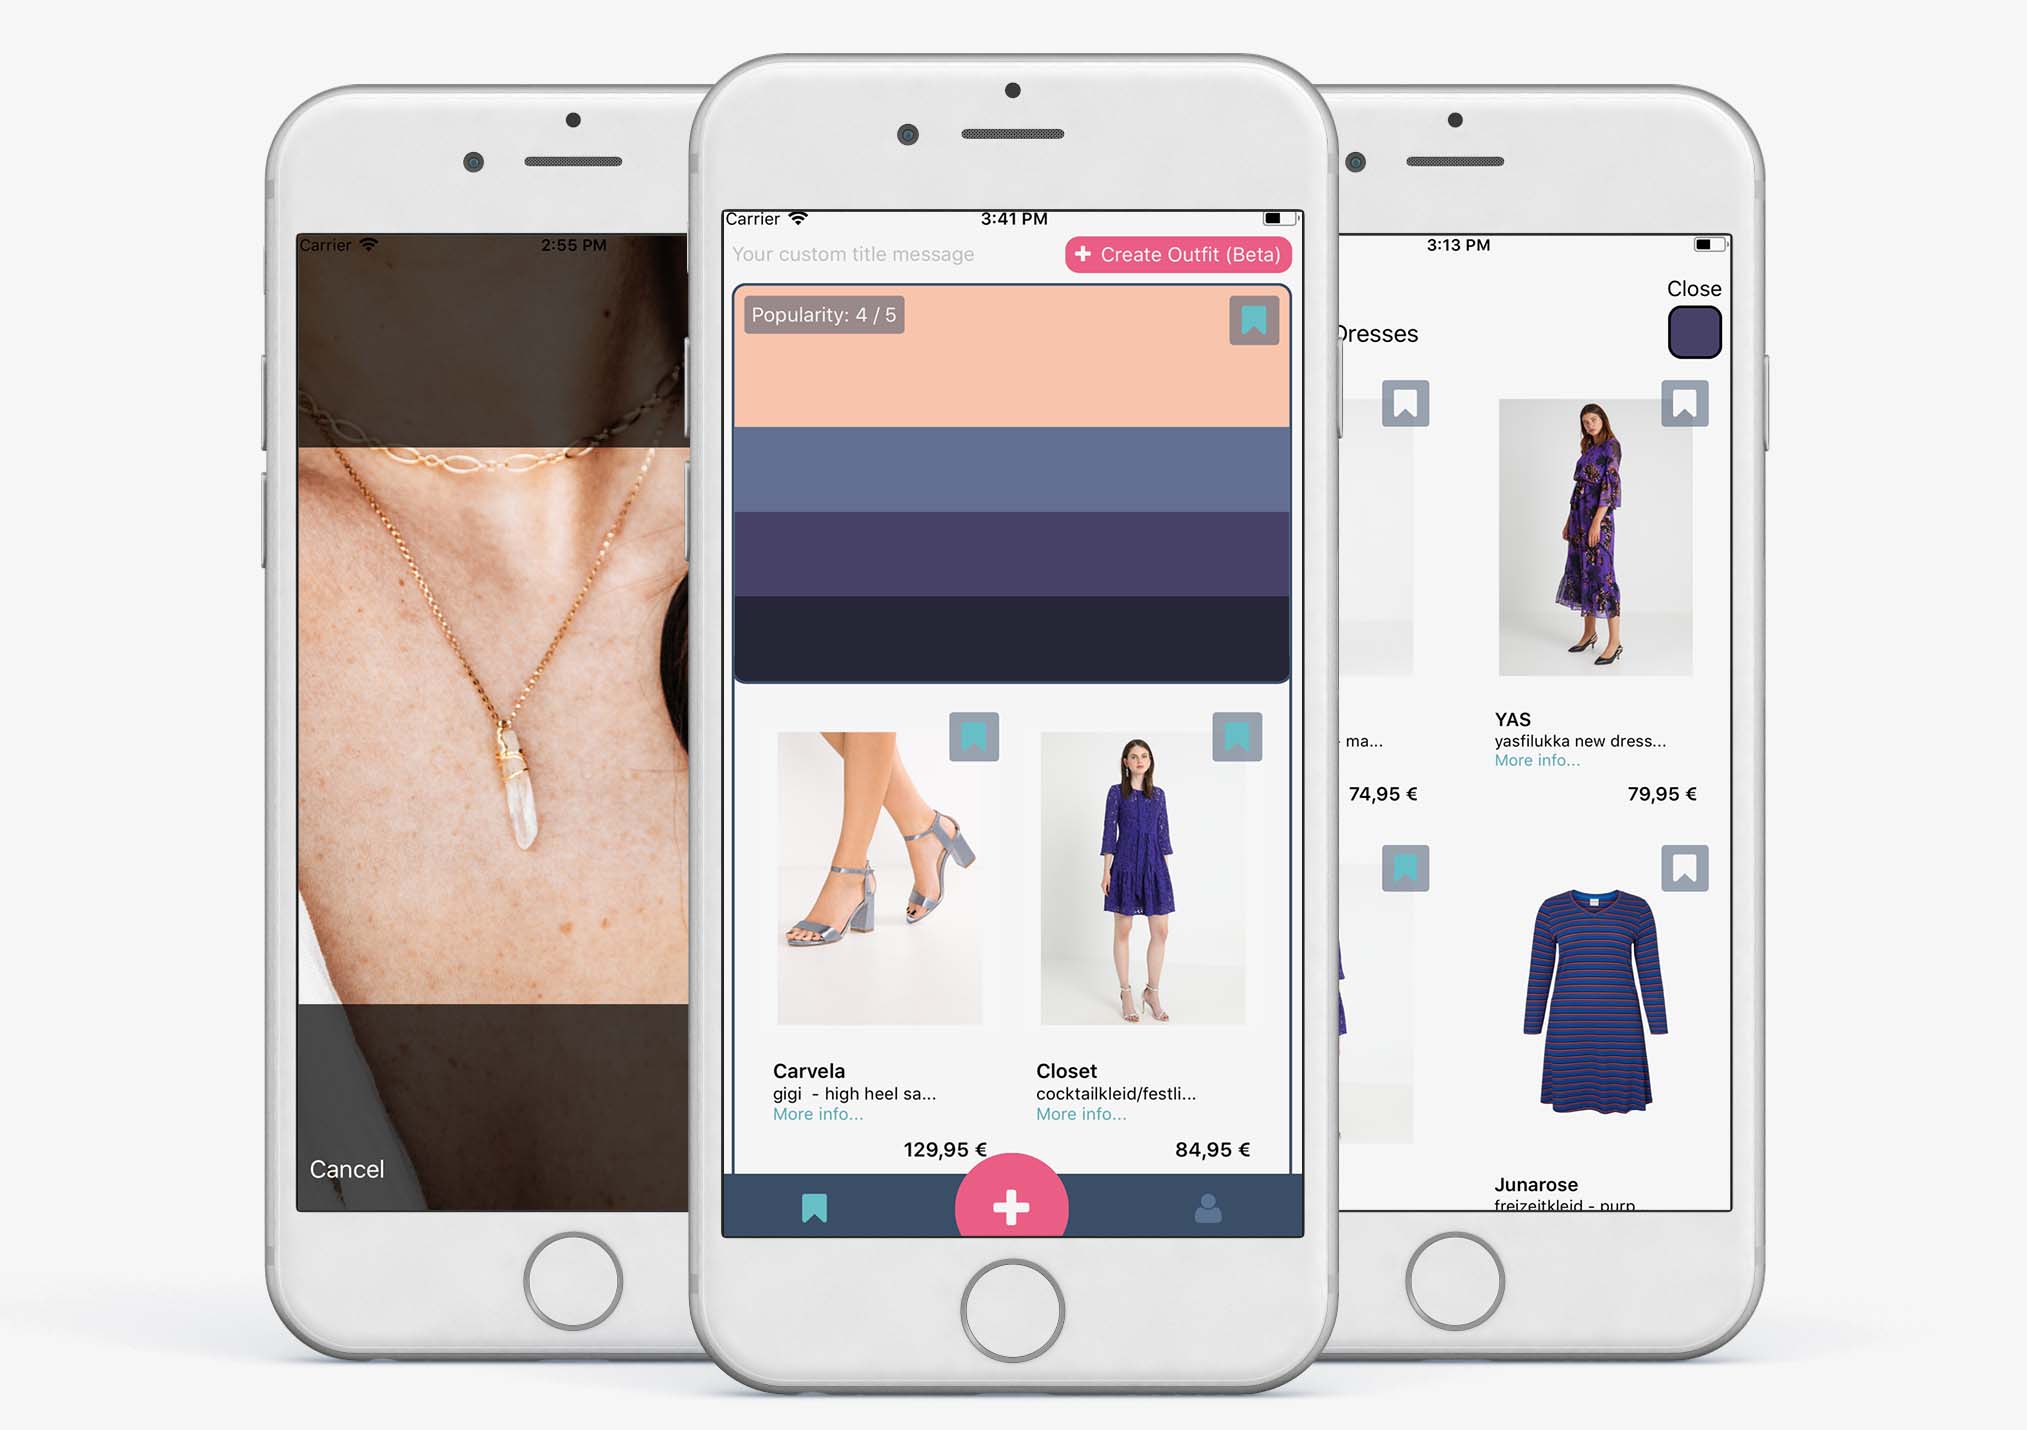 Carrier
2:55 PM
Cancel
Carrier
3:41 PM
Your custom title message
+ Create Outfit (Beta)
Popularity: 4 / 5
Carvela
gigi - high heel sa...
More info...
129,95 €
Closet
cocktailkleid/festli...
More info...
84,95 €
3:13 PM
Close
Dresses
- ma...
74,95 €
YAS
yasfilukka new dress...
More info...
79,95 €
Junarose
freizeitkleid - purp...